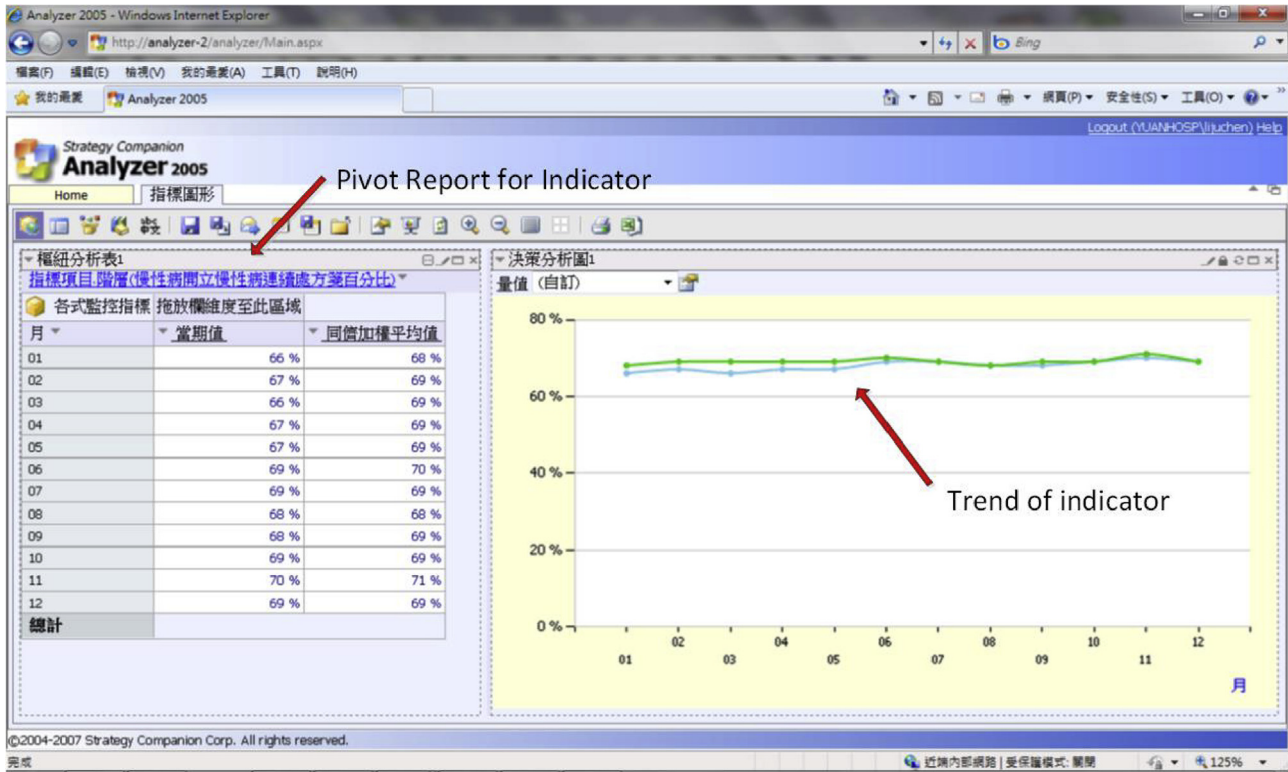 Analyzer 2005 - Windows Internet Explorer
http://analyzer-2/analyzer/Main.aspx
Bing
檔案(F) 編輯(E) 檢視(V) 我的最愛(A) 工具(T) 說明(H)
我的最愛 Analyzer 2005 網頁(P) 安全性(S) 工具(O)
Logout (YUANHOSP\lijuchen) Help
Strategy Companion
Analyzer 2005
Pivot Report for Indicator
Home 指標圖形
樞紐分析表1
指標項目.階層(慢性病開立慢性病連續處方箋百分比)
各式監控指標 拖放欄維度至此區域
月 當期值 同儕加權平均值
01 66 % 68 %
02 67 % 69 %
03 66 % 69 %
04 67 % 69 %
05 67 % 69 %
06 69 % 70 %
07 69 % 69 %
08 68 % 68 %
09 68 % 69 %
10 69 % 69 %
11 70 % 71 %
12 69 % 69 %
總計
決策分析圖1
量值 (自訂)
80 %
60 %
40 %
20 %
0 %
Trend of indicator
02 04 06 08 10 12
01 03 05 07 09 11
月
©2004-2007 Strategy Companion Corp. All rights reserved.
完成 近端內部網路 | 受保護模式: 關閉 125%